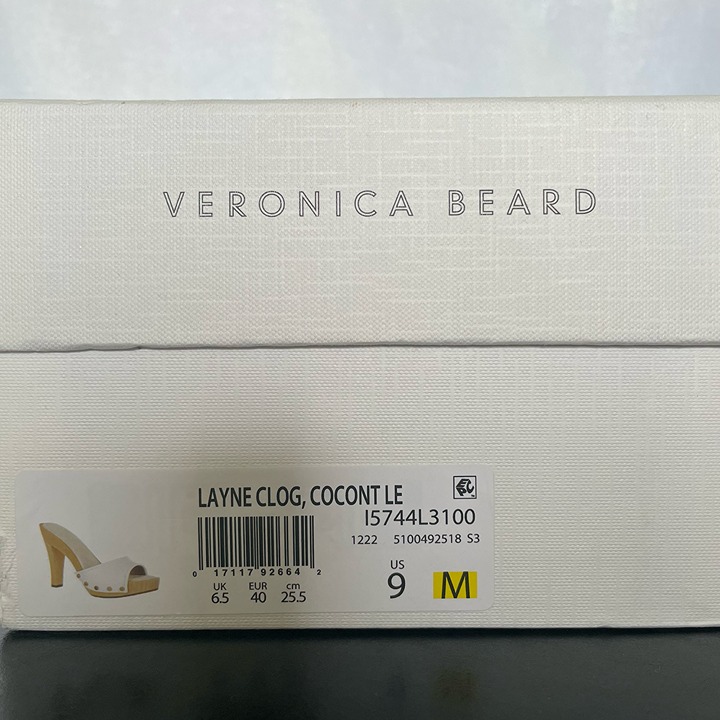 VERONICA BEARD
LAYNE CLOG, COCONT LE
I5744L3100
1222 5100492518 S3
0 17117 92664 2
UK EUR cm
6.5 40 25.5
US
9 M